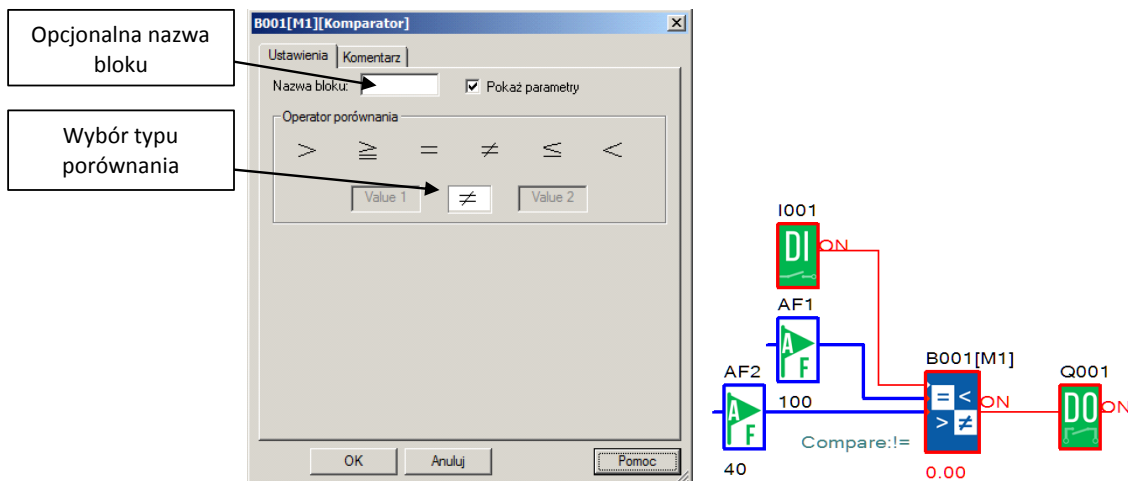 Opcjonalna nazwa
bloku
Wybór typu
porównania
B001[M1][Komparator]
Ustawienia Komentarz
Nazwa bloku: Pokaż parametry
Operator porównania
> ≧ = ≠ ≤ <
Value 1 ≠ Value 2
OK Anuluj Pomoc
I001
DI ON
AF1
A F
100
AF2
A F
40
B001[M1]
= < > ≠
ON
Compare:!=
0.00
Q001
DO ON